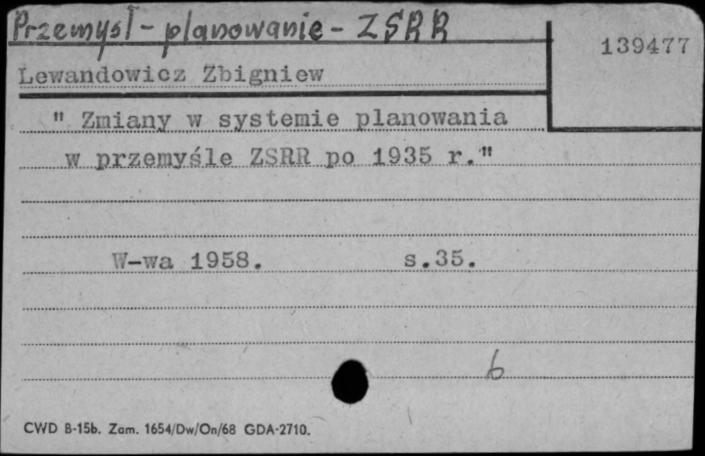 Przemysł - planowanie - ZSRR
139477
Lewandowicz Zbigniew
" Zmiany w systemie planowania
w przemyśle ZSRR po 1935 r."
W-wa 1958. s.35.
6
CWD B-15b. Zam. 1654/Dw/On/68 GDA-2710.